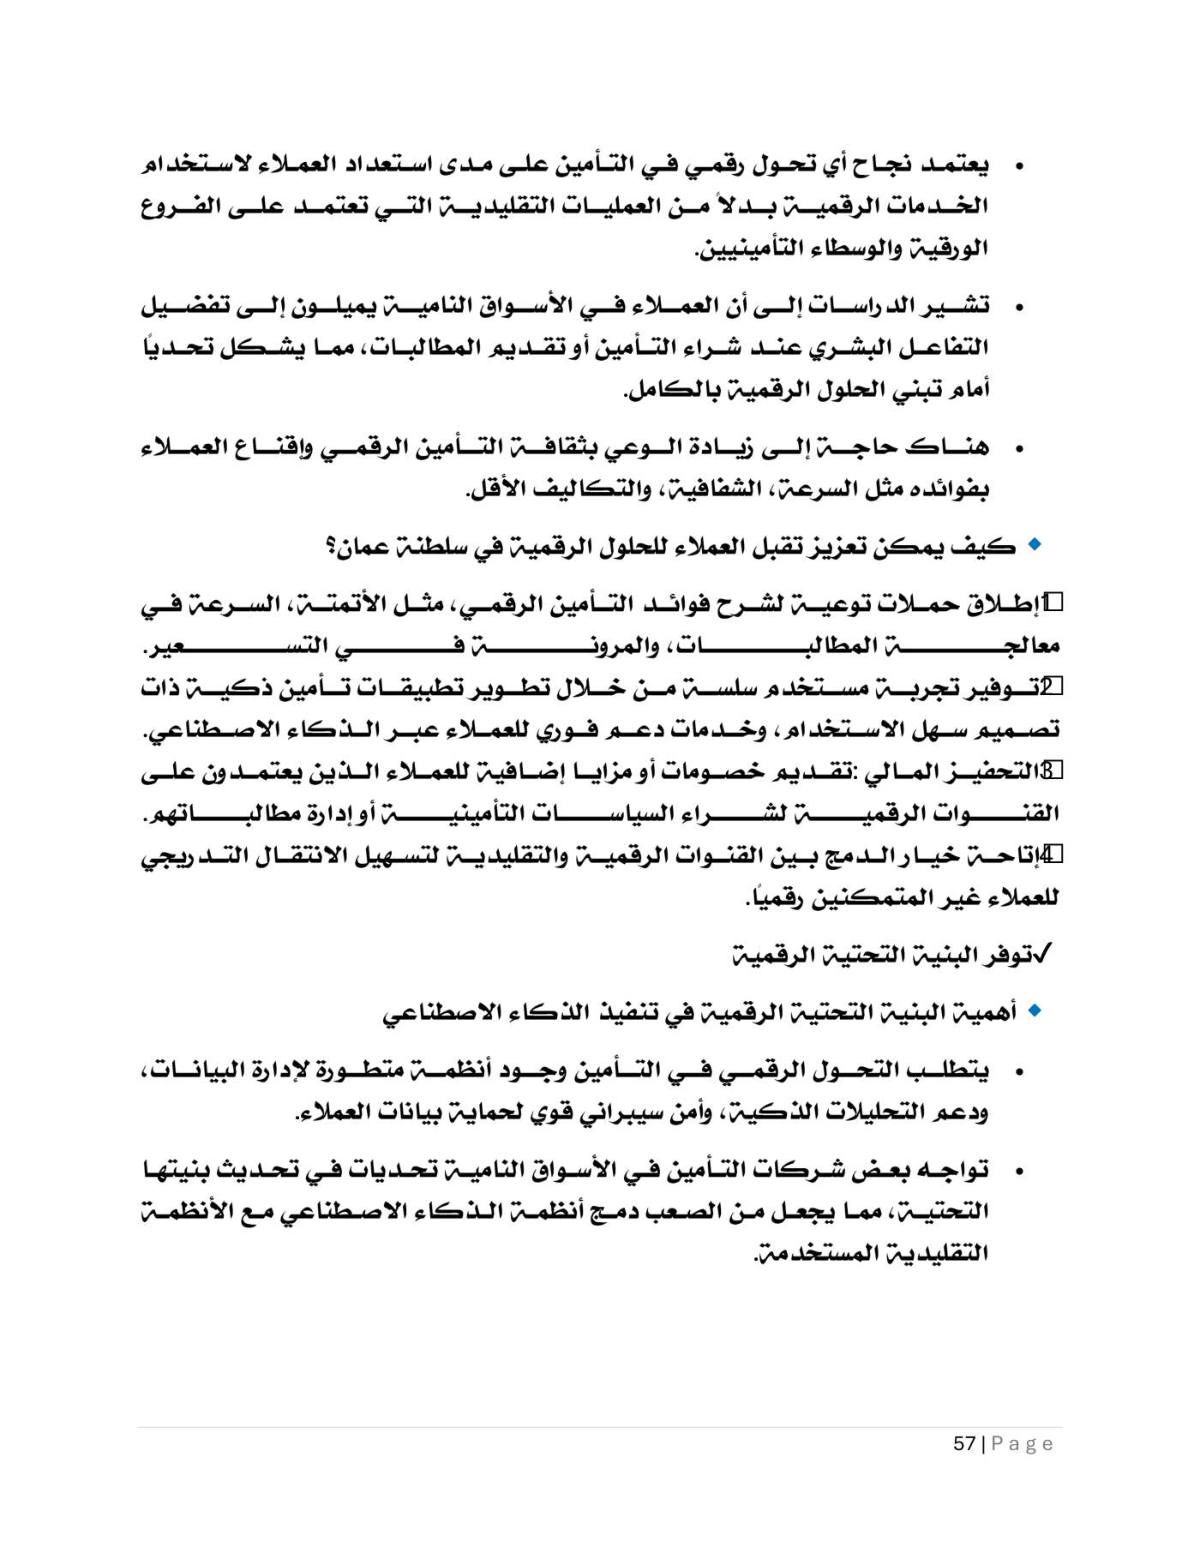 • يعتمد نجاح أي تحول رقمي في التأمين على مدى استعداد العملاء لاستخدام
الخدمات الرقمية بدلاً من العمليات التقليدية التي تعتمد على الفروع
الورقية والوسطاء التأمينيين.
• تشير الدراسات إلى أن العملاء في الأسواق النامية يميلون إلى تفضيل
التفاعل البشري عند شراء التأمين أو تقديم المطالبات، مما يشكل تحدياً
أمام تبني الحلول الرقمية بالكامل.
• هناك حاجة إلى زيادة الوعي بثقافة التأمين الرقمي وإقناع العملاء
بفوائده مثل السرعة، الشفافية، والتكاليف الأقل.
🔹 كيف يمكن تعزيز تقبل العملاء للحلول الرقمية في سلطنة عمان؟
1إطلاق حملات توعية لشرح فوائد التأمين الرقمي، مثل الأتمتة، السرعة في
معالجة المطالبات، والمرونة في التسعير.
2توفير تجربة مستخدم سلسة من خلال تطوير تطبيقات تأمين ذكية ذات
تصميم سهل الاستخدام، وخدمات دعم فوري للعملاء عبر الذكاء الاصطناعي.
3التحفيز المالي :تقديم خصومات أو مزايا إضافية للعملاء الذين يعتمدون على
القنوات الرقمية لشراء السياسات التأمينية أو إدارة مطالباتهم.
4إتاحة خيار الدمج بين القنوات الرقمية والتقليدية لتسهيل الانتقال التدريجي
للعملاء غير المتمكنين رقمياً.
✓توفر البنية التحتية الرقمية
🔹 أهمية البنية التحتية الرقمية في تنفيذ الذكاء الاصطناعي
• يتطلب التحول الرقمي في التأمين وجود أنظمة متطورة لإدارة البيانات،
ودعم التحليلات الذكية، وأمن سيبراني قوي لحماية بيانات العملاء.
• تواجه بعض شركات التأمين في الأسواق النامية تحديات في تحديث بنيتها
التحتية، مما يجعل من الصعب دمج أنظمة الذكاء الاصطناعي مع الأنظمة
التقليدية المستخدمة.
57 | Page